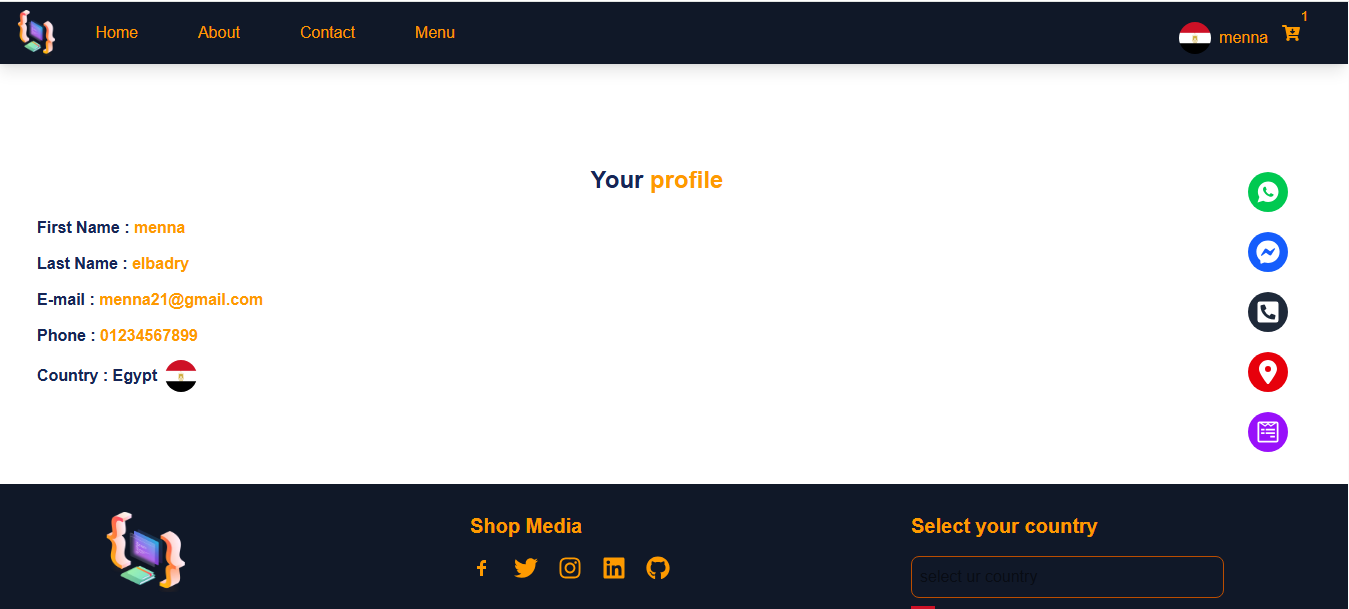 Home About Contact Menu menna 1
Your profile
First Name : menna
Last Name : elbadry
E-mail : menna21@gmail.com
Phone : 01234567899
Country : Egypt
Shop Media
Select your country
select ur country